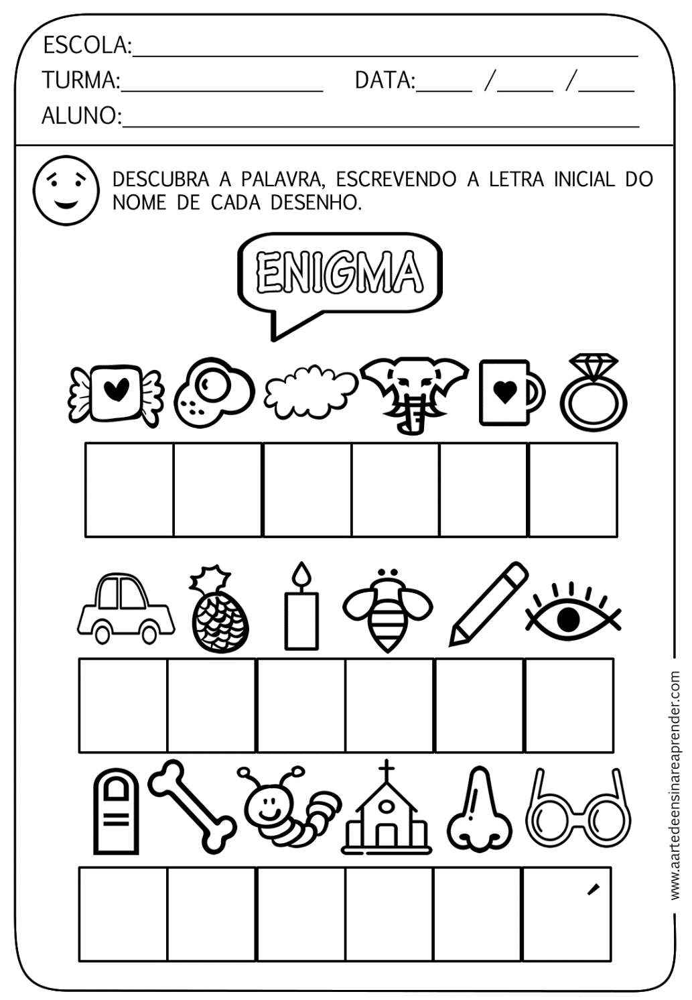 ESCOLA:
TURMA: DATA: / /
ALUNO:
DESCUBRA A PALAVRA, ESCREVENDO A LETRA INICIAL DO
NOME DE CADA DESENHO.
ENIGMA
www.aartedeensinareaprender.com